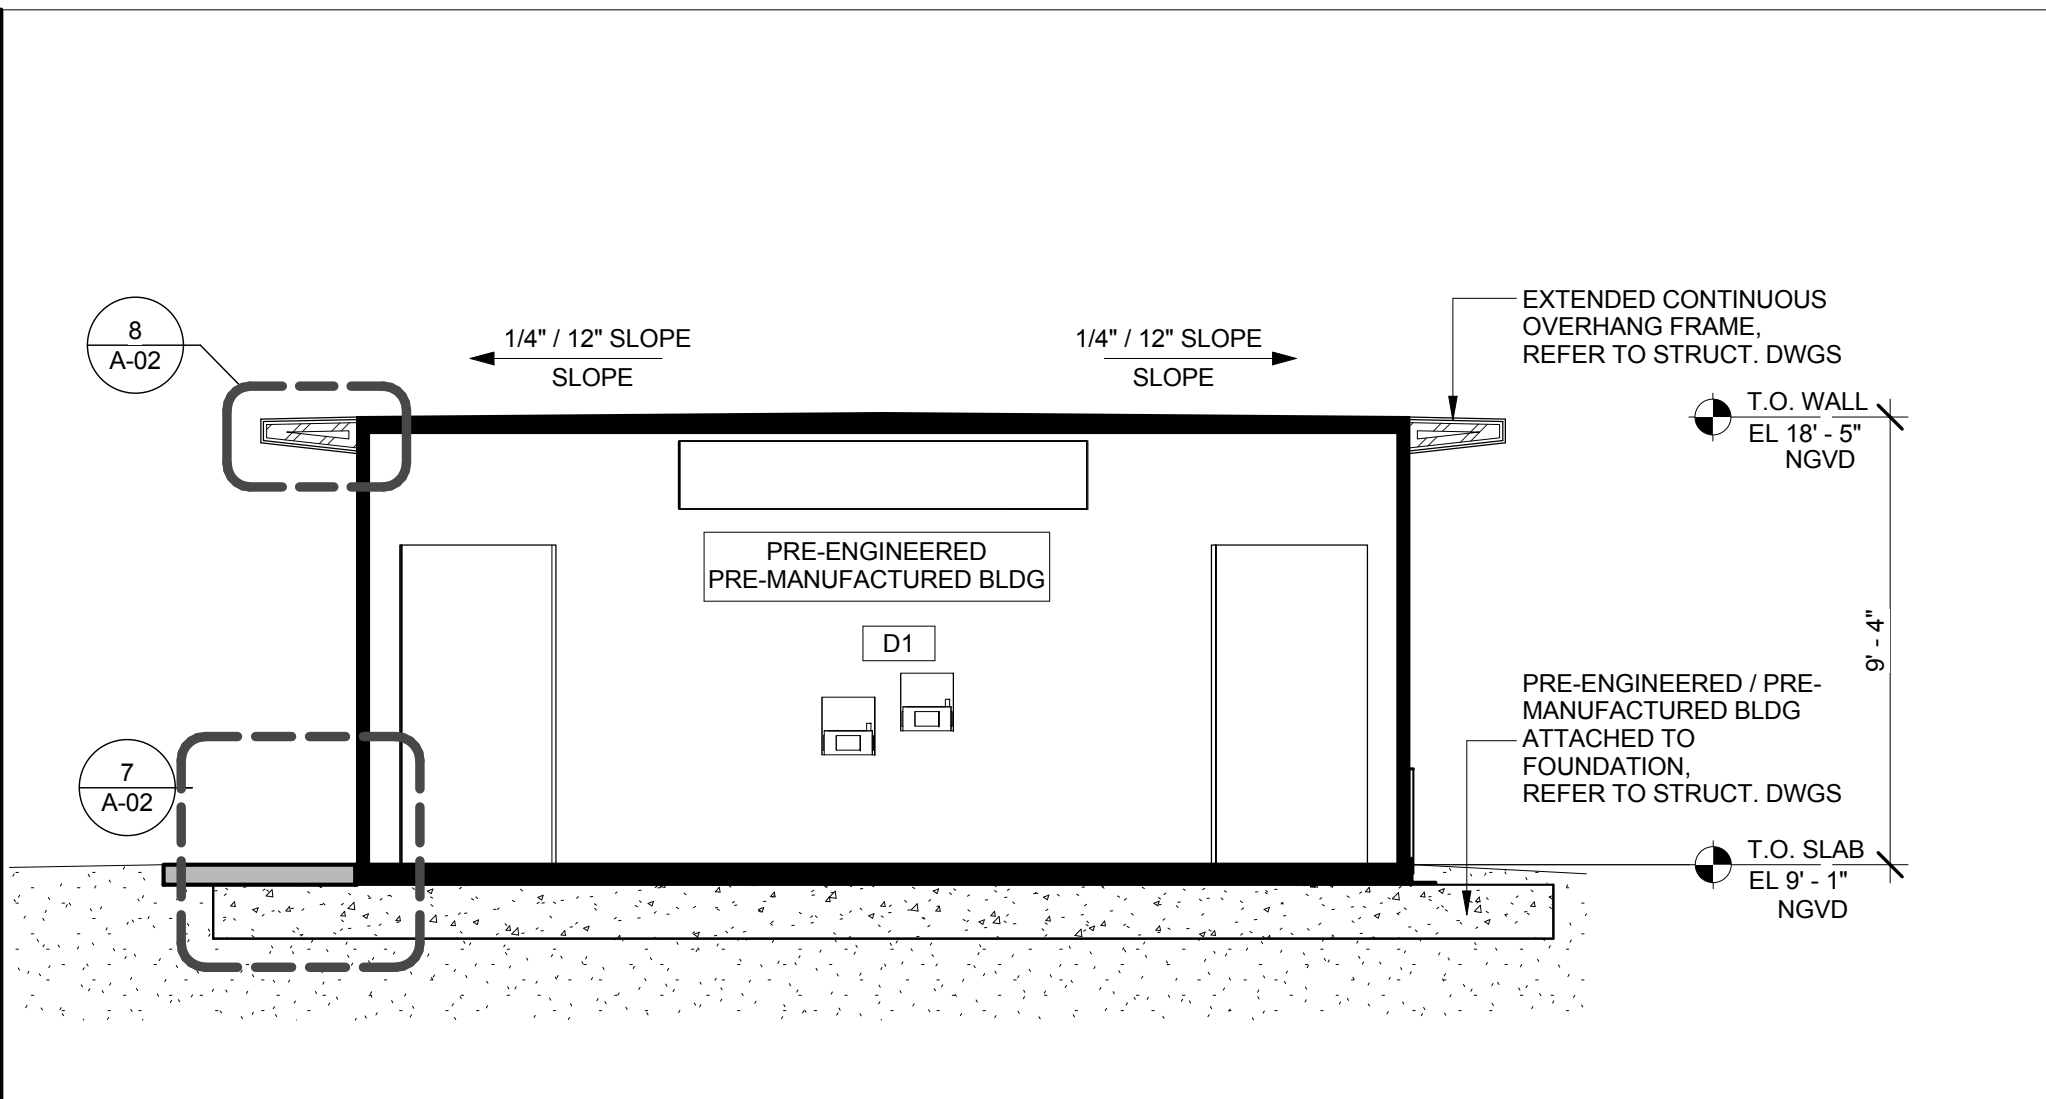 8
A-02
1/4" / 12" SLOPE
SLOPE
1/4" / 12" SLOPE
SLOPE
EXTENDED CONTINUOUS
OVERHANG FRAME,
REFER TO STRUCT. DWGS
T.O. WALL
EL 18' - 5"
NGVD
PRE-ENGINEERED
PRE-MANUFACTURED BLDG
D1
9' - 4"
PRE-ENGINEERED / PRE-
MANUFACTURED BLDG
ATTACHED TO
FOUNDATION,
REFER TO STRUCT. DWGS
7
A-02
T.O. SLAB
EL 9' - 1"
NGVD